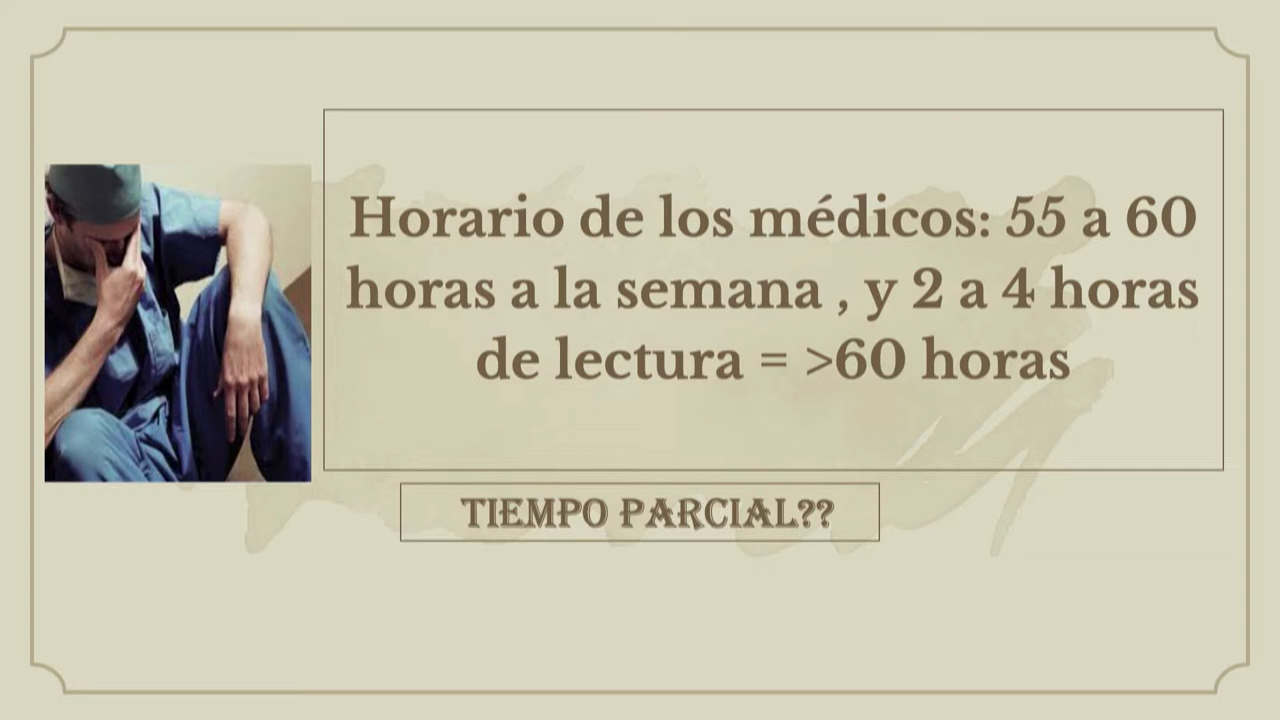 Horario de los médicos: 55 a 60
horas a la semana , y 2 a 4 horas
de lectura = >60 horas
TIEMPO PARCIAL??